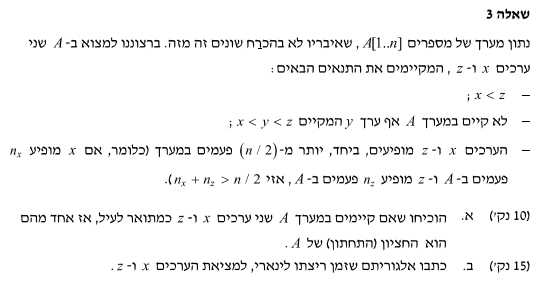 שאלה 3
נתון מערך של מספרים A[1..n] , שאיבריו לא בהכרח שונים זה מזה. ברצוננו למצוא ב- A שני
ערכים x ו- z , המקיימים את התנאים הבאים:
– x < z ;
– לא קיים במערך A אף ערך y המקיים x < y < z ;
– הערכים x ו- z מופיעים, ביחד, יותר מ- (n / 2) פעמים במערך (כלומר, אם x מופיע n_x
פעמים ב- A ו- z מופיע n_z פעמים ב- A , אזי n_x + n_z > n / 2).
(10 נק') א. הוכיחו שאם קיימים במערך A שני ערכים x ו- z כמתואר לעיל, אז אחד מהם
הוא החציון (התחתון) של A .
(15 נק') ב. כתבו אלגוריתם שזמן ריצתו לינארי, למציאת הערכים x ו- z .